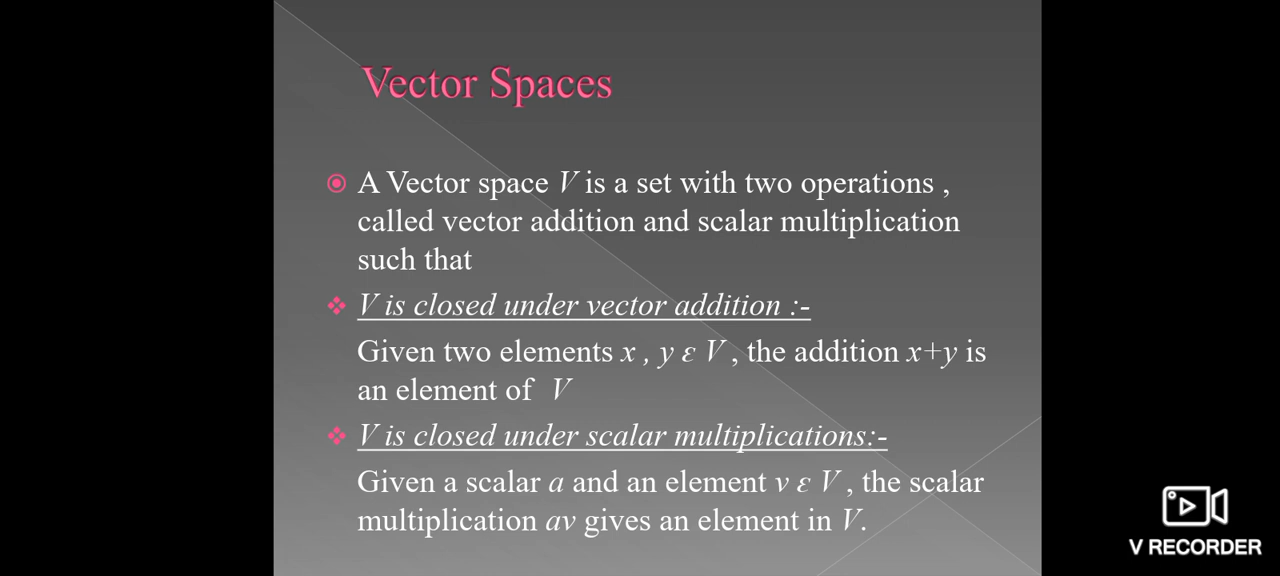 Vector Spaces
A Vector space V is a set with two operations ,
called vector addition and scalar multiplication
such that
V is closed under vector addition :-
Given two elements x , y ε V , the addition x+y is
an element of V
V is closed under scalar multiplications:-
Given a scalar a and an element v ε V , the scalar
multiplication av gives an element in V.
V RECORDER